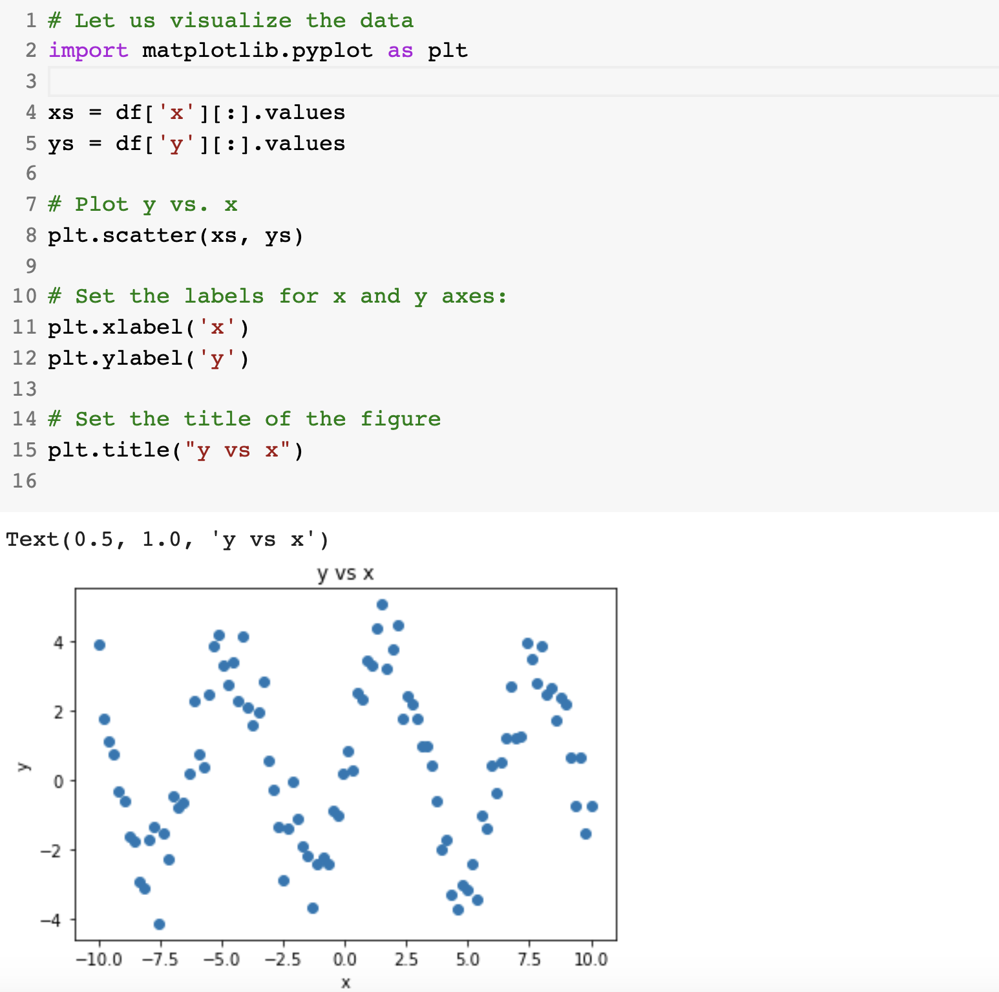 1 # Let us visualize the data
2 import matplotlib.pyplot as plt
3
4 xs = df['x'][:].values
5 ys = df['y'][:].values
6
7 # Plot y vs. x
8 plt.scatter(xs, ys)
9
10 # Set the labels for x and y axes:
11 plt.xlabel('x')
12 plt.ylabel('y')
13
14 # Set the title of the figure
15 plt.title("y vs x")
16
Text(0.5, 1.0, 'y vs x')
y vs x
4
2
0
−2
−4
y
−10.0 −7.5 −5.0 −2.5 0.0 2.5 5.0 7.5 10.0
x